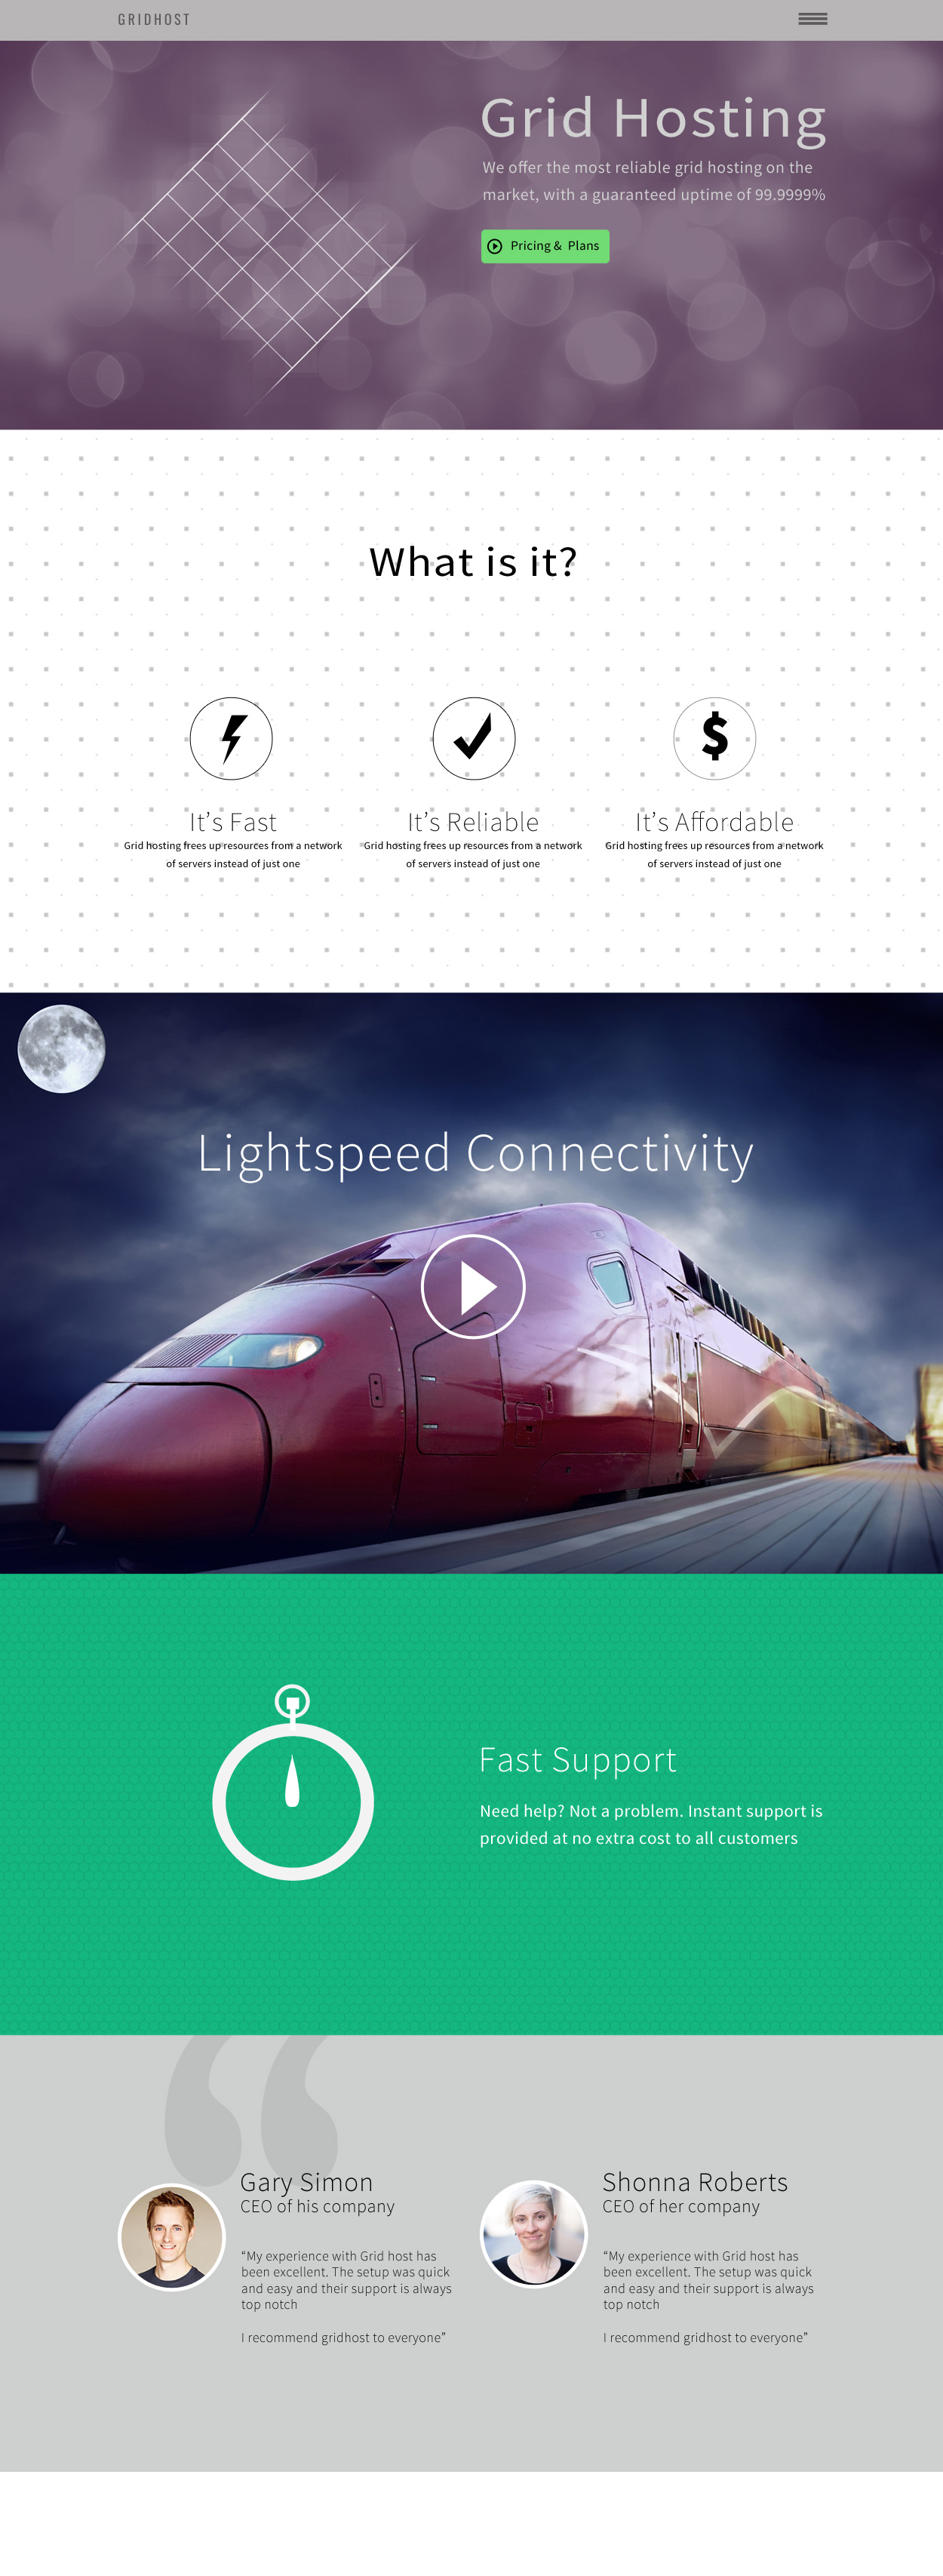 GRIDHOST
Grid Hosting
We offer the most reliable grid hosting on the
market, with a guaranteed uptime of 99.9999%
Pricing & Plans
What is it?
It’s Fast
Grid hosting frees up resources from a network
of servers instead of just one
It’s Reliable
Grid hosting frees up resources from a network
of servers instead of just one
It’s Affordable
Grid hosting frees up resources from a network
of servers instead of just one
Lightspeed Connectivity
Fast Support
Need help? Not a problem. Instant support is
provided at no extra cost to all customers
Gary Simon
CEO of his company
“My experience with Grid host has
been excellent. The setup was quick
and easy and their support is always
top notch
I recommend gridhost to everyone”
Shonna Roberts
CEO of her company
“My experience with Grid host has
been excellent. The setup was quick
and easy and their support is always
top notch
I recommend gridhost to everyone”